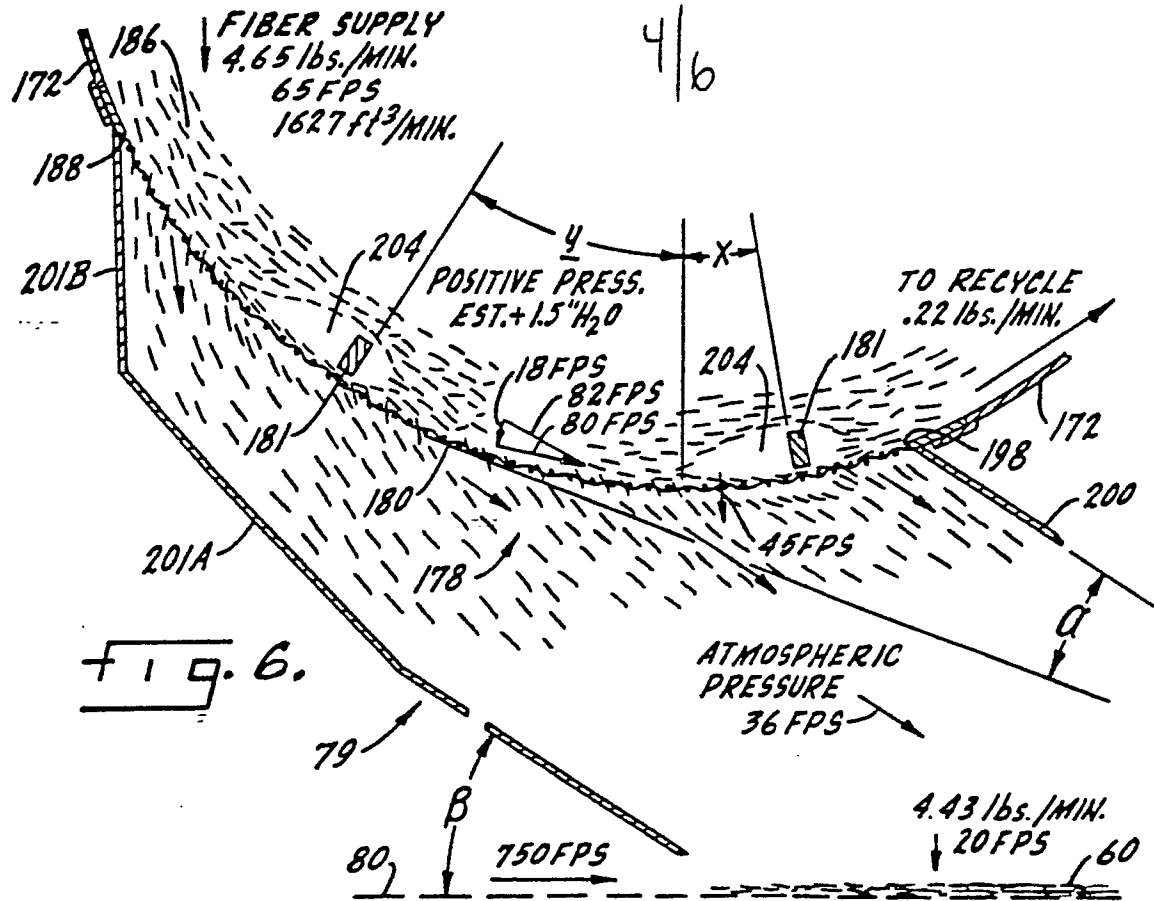 4/6
FIBER SUPPLY
4.65 lbs./MIN.
65 FPS
1627 ft³/MIN.
186
172
188
201B
204
y
x
POSITIVE PRESS.
EST. + 1.5" H₂O
TO RECYCLE
.22 lbs./MIN.
18 FPS
82 FPS
80 FPS
204
181
172
181
198
180
200
45 FPS
201A
178
α
fig. 6.
ATMOSPHERIC
PRESSURE
36 FPS
79
β
4.43 lbs./MIN.
20 FPS
80
750 FPS
60